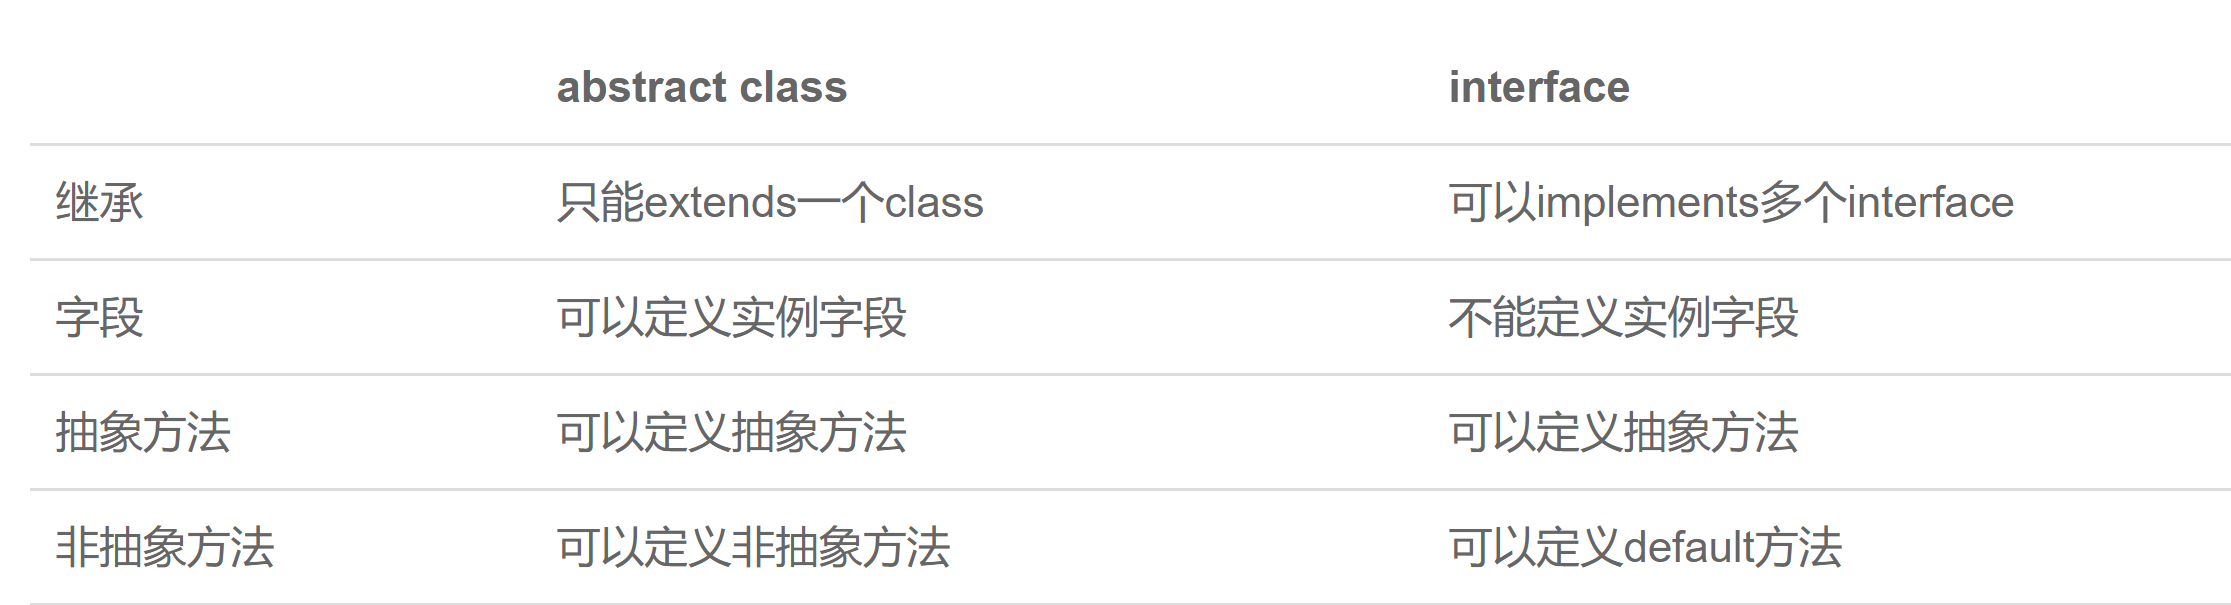 abstract class interface
继承 只能extends一个class 可以implements多个interface
字段 可以定义实例字段 不能定义实例字段
抽象方法 可以定义抽象方法 可以定义抽象方法
非抽象方法 可以定义非抽象方法 可以定义default方法